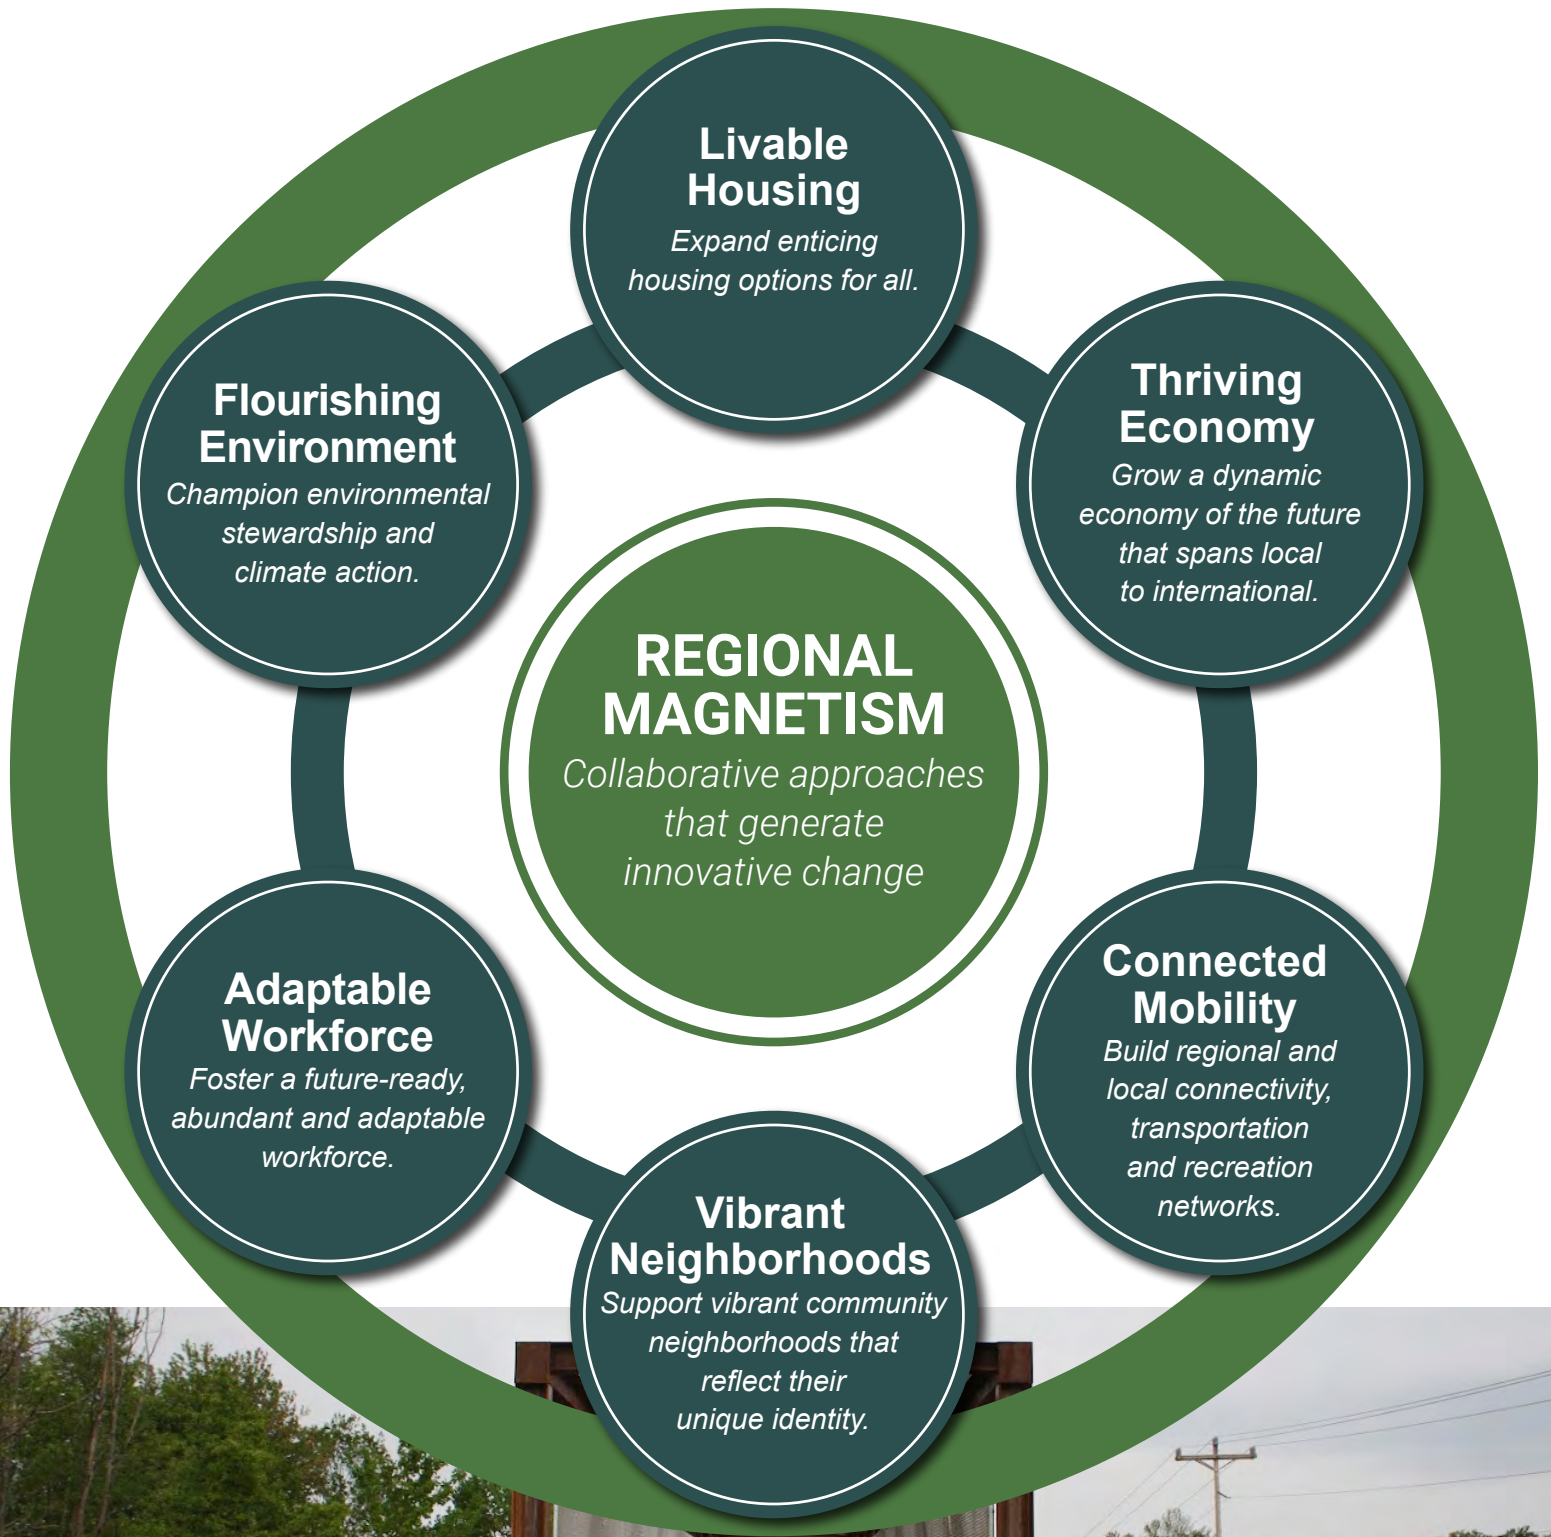 Livable
Housing
Expand enticing
housing options for all.
Thriving
Economy
Grow a dynamic
economy of the future
that spans local
to international.
Connected
Mobility
Build regional and
local connectivity,
transportation
and recreation
networks.
Vibrant
Neighborhoods
Support vibrant community
neighborhoods that
reflect their
unique identity.
Adaptable
Workforce
Foster a future-ready,
abundant and adaptable
workforce.
Flourishing
Environment
Champion environmental
stewardship and
climate action.
REGIONAL
MAGNETISM
Collaborative approaches
that generate
innovative change